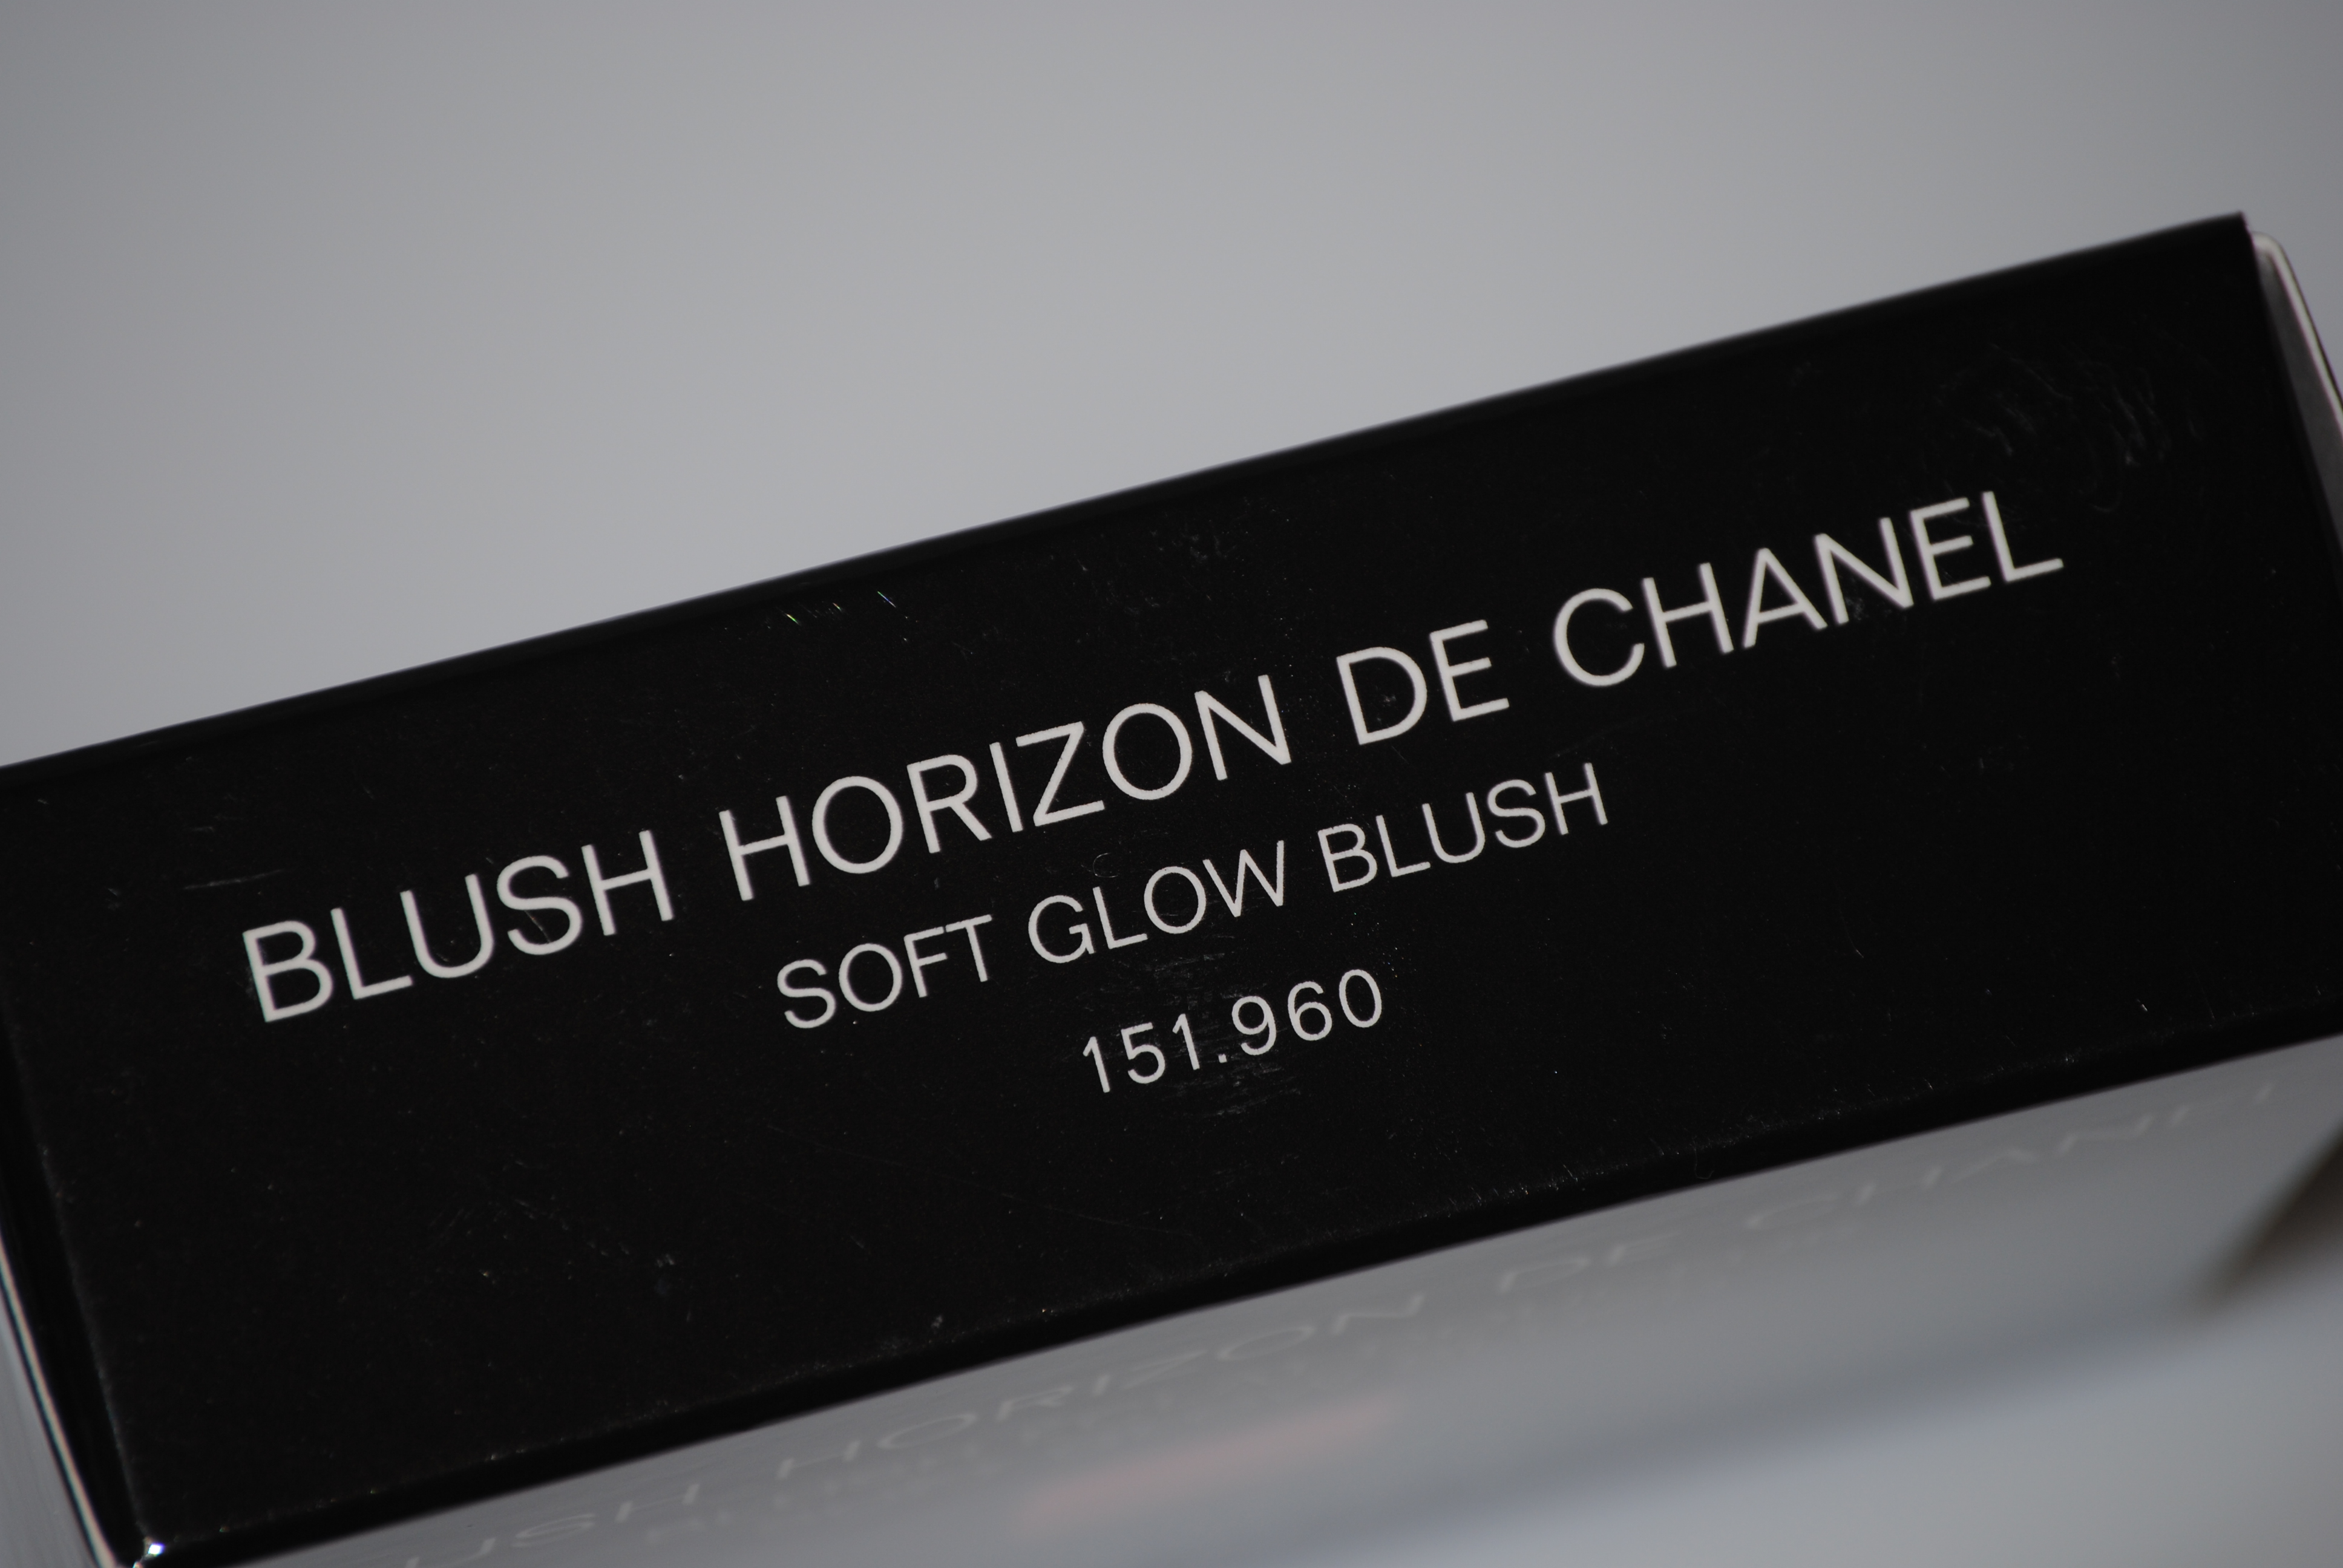 BLUSH HORIZON DE CHANEL
SOFT GLOW BLUSH
151.960